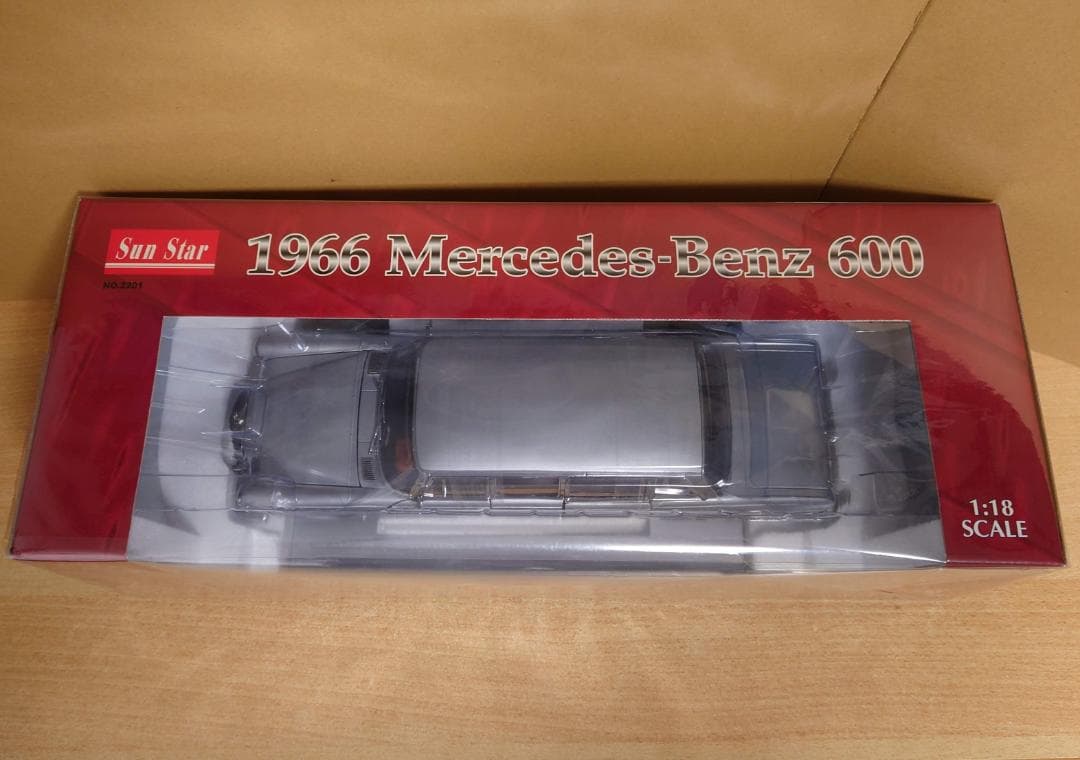 Sun Star
1966 Mercedes-Benz 600
NO.2201
1:18
SCALE